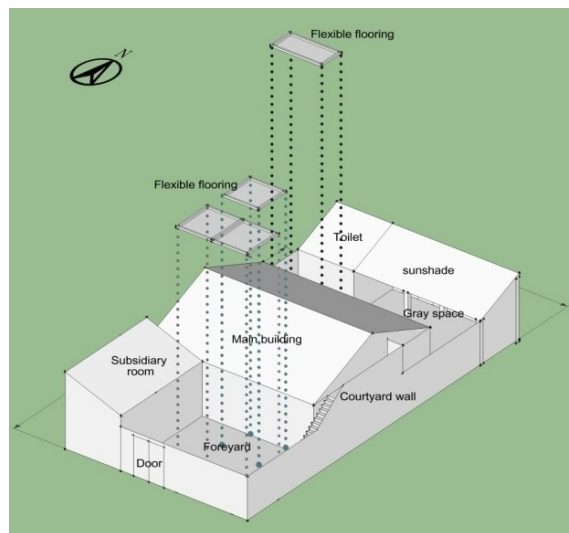 Flexible flooring
N
Flexible flooring
Toilet
sunshade
Gray space
Main building
Subsidiary
room
Courtyard wall
Foreyard
Door